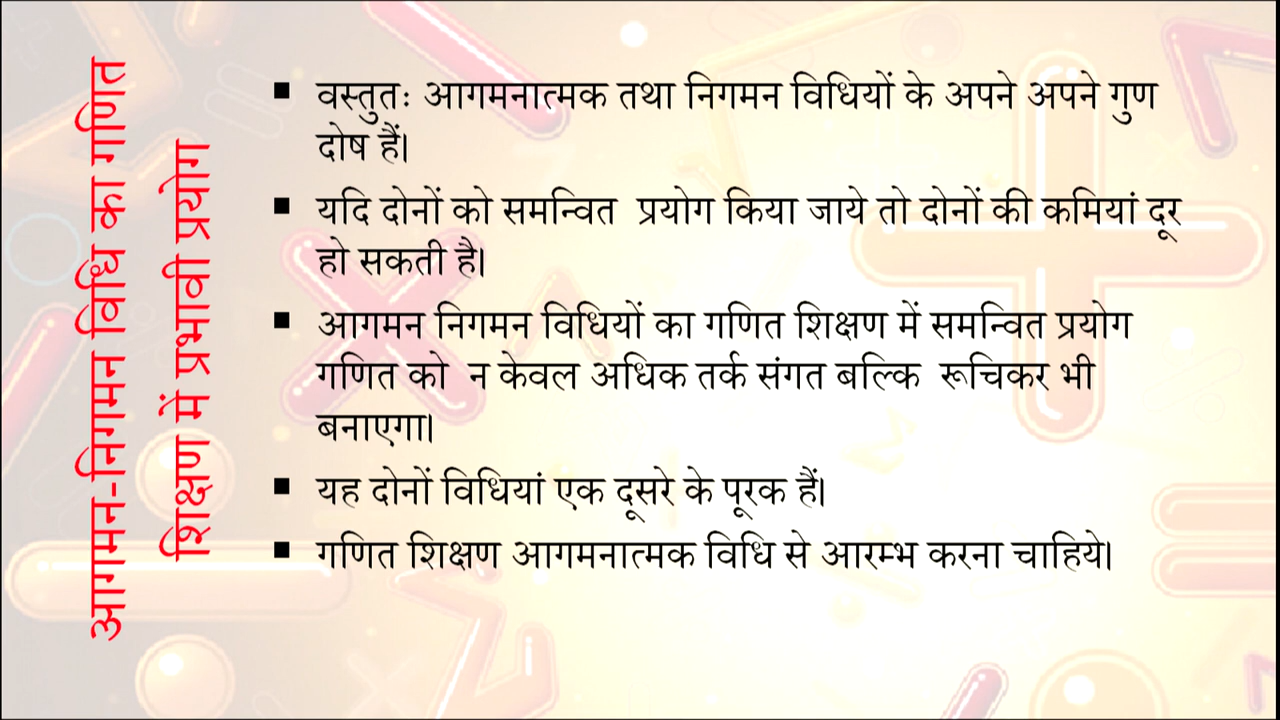 आगमन-निगमन विधि का गणित
शिक्षण में प्रभावी प्रयोग
▪ वस्तुतः आगमनात्मक तथा निगमन विधियों के अपने अपने गुण
दोष हैं।
▪ यदि दोनों को समन्वित प्रयोग किया जाये तो दोनों की कमियां दूर
हो सकती है।
▪ आगमन निगमन विधियों का गणित शिक्षण में समन्वित प्रयोग
गणित को न केवल अधिक तर्क संगत बल्कि रूचिकर भी
बनाएगा।
▪ यह दोनों विधियां एक दूसरे के पूरक हैं।
▪ गणित शिक्षण आगमनात्मक विधि से आरम्भ करना चाहिये।